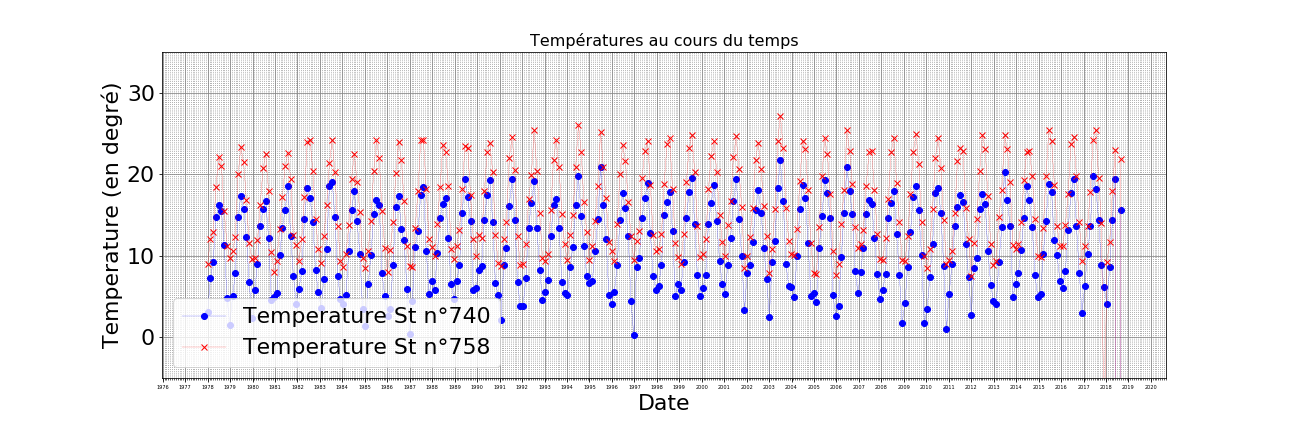 Températures au cours du temps
Temperature (en degré)
30
20
10
0
Temperature St n°740
Temperature St n°758
1976 1977 1978 1979 1980 1981 1982 1983 1984 1985 1986 1987 1988 1989 1990 1991 1992 1993 1994 1995 1996 1997 1998 1999 2000 2001 2002 2003 2004 2005 2006 2007 2008 2009 2010 2011 2012 2013 2014 2015 2016 2017 2018 2019 2020
Date